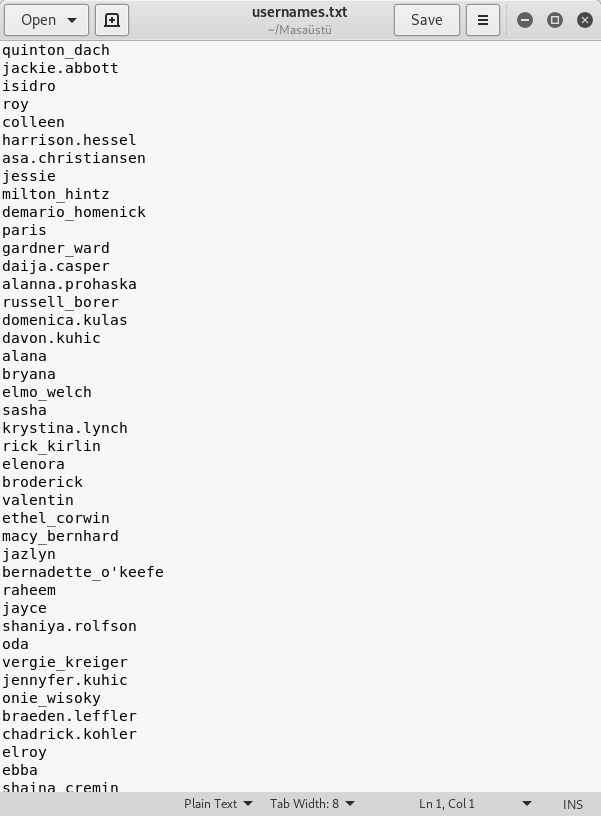 Open
usernames.txt
~/Masaüstü
Save
quinton_dach
jackie.abbott
isidro
roy
colleen
harrison.hessel
asa.christiansen
jessie
milton_hintz
demario_homenick
paris
gardner_ward
daija.casper
alanna.prohaska
russell_borer
domenica.kulas
davon.kuhic
alana
bryana
elmo_welch
sasha
krystina.lynch
rick_kirlin
elenora
broderick
valentin
ethel_corwin
macy_bernhard
jazlyn
bernadette_o'keefe
raheem
jayce
shaniya.rolfson
oda
vergie_kreiger
jennyfer.kuhic
onie_wisoky
braeden.leffler
chadrick.kohler
elroy
ebba
shaina_cremin
Plain Text Tab Width: 8 Ln 1, Col 1 INS